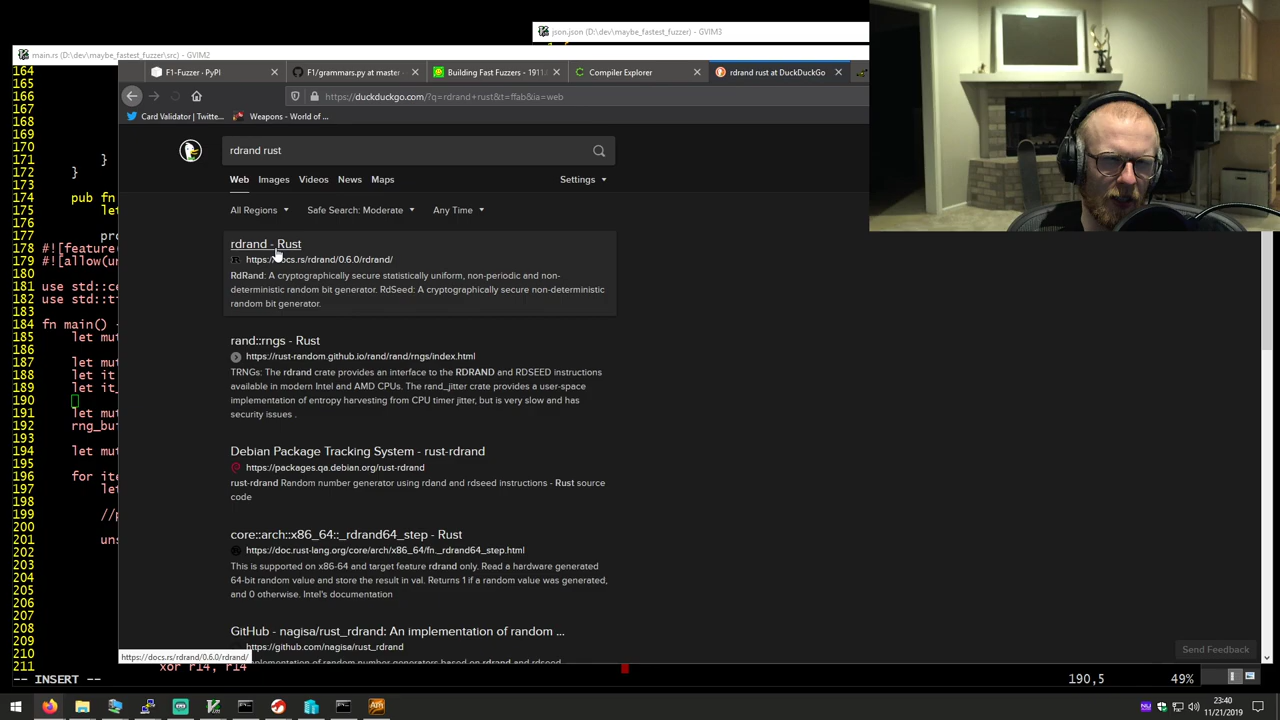 json.json (D:\dev\maybe_fastest_fuzzer) - GVIM3
main.rs (D:\dev\maybe_fastest_fuzzer\src) - GVIM2
F1-Fuzzer · PyPI
F1/grammars.py at master
Building Fast Fuzzers - 1911.
Compiler Explorer
rdrand rust at DuckDuckGo
https://duckduckgo.com/?q=rdrand+rust&t=ffab&ia=web
Card Validator | Twitte...
Weapons - World of ...
rdrand rust
Web Images Videos News Maps Settings
All Regions Safe Search: Moderate Any Time
rdrand - Rust
https://docs.rs/rdrand/0.6.0/rdrand/
RdRand: A cryptographically secure statistically uniform, non-periodic and non-
deterministic random bit generator. RdSeed: A cryptographically secure non-deterministic
random bit generator.
rand::rngs - Rust
https://rust-random.github.io/rand/rand/rngs/index.html
TRNGs: The rdrand crate provides an interface to the RDRAND and RDSEED instructions
available in modern Intel and AMD CPUs. The rand_jitter crate provides a user-space
implementation of entropy harvesting from CPU timer jitter, but is very slow and has
security issues .
Debian Package Tracking System - rust-rdrand
https://packages.qa.debian.org/rust-rdrand
rust-rdrand Random number generator using rdand and rdseed instructions - Rust source
code
core::arch::x86_64::_rdrand64_step - Rust
https://doc.rust-lang.org/core/arch/x86_64/fn._rdrand64_step.html
This is supported on x86-64 and target feature rdrand only. Read a hardware generated
64-bit random value and store the result in val. Returns 1 if a random value was generated,
and 0 otherwise. Intel's documentation
GitHub - nagisa/rust_rdrand: An implementation of random ...
https://github.com/nagisa/rust_rdrand
Send Feedback
https://docs.rs/rdrand/0.6.0/rdrand/
164
165
166
167
168
169
170
171 }
172 }
173
174 pub fn
175 let
176
177 pro
178 #![feature(
179 #![allow(un
180
181 use std::ce
182 use std::ti
183
184 fn main() -
185 let mut
186
187 let mut
188 let it
189 let it_
190
191 let mut
192 rng_bu
193
194 let mut
195
196 for ite
197 let
198
199 //p
200
201 uns
202
203
204
205
206
207
208
209
210
211 xor r14, r14
-- INSERT --
190,5 49%
23:40
11/21/2019